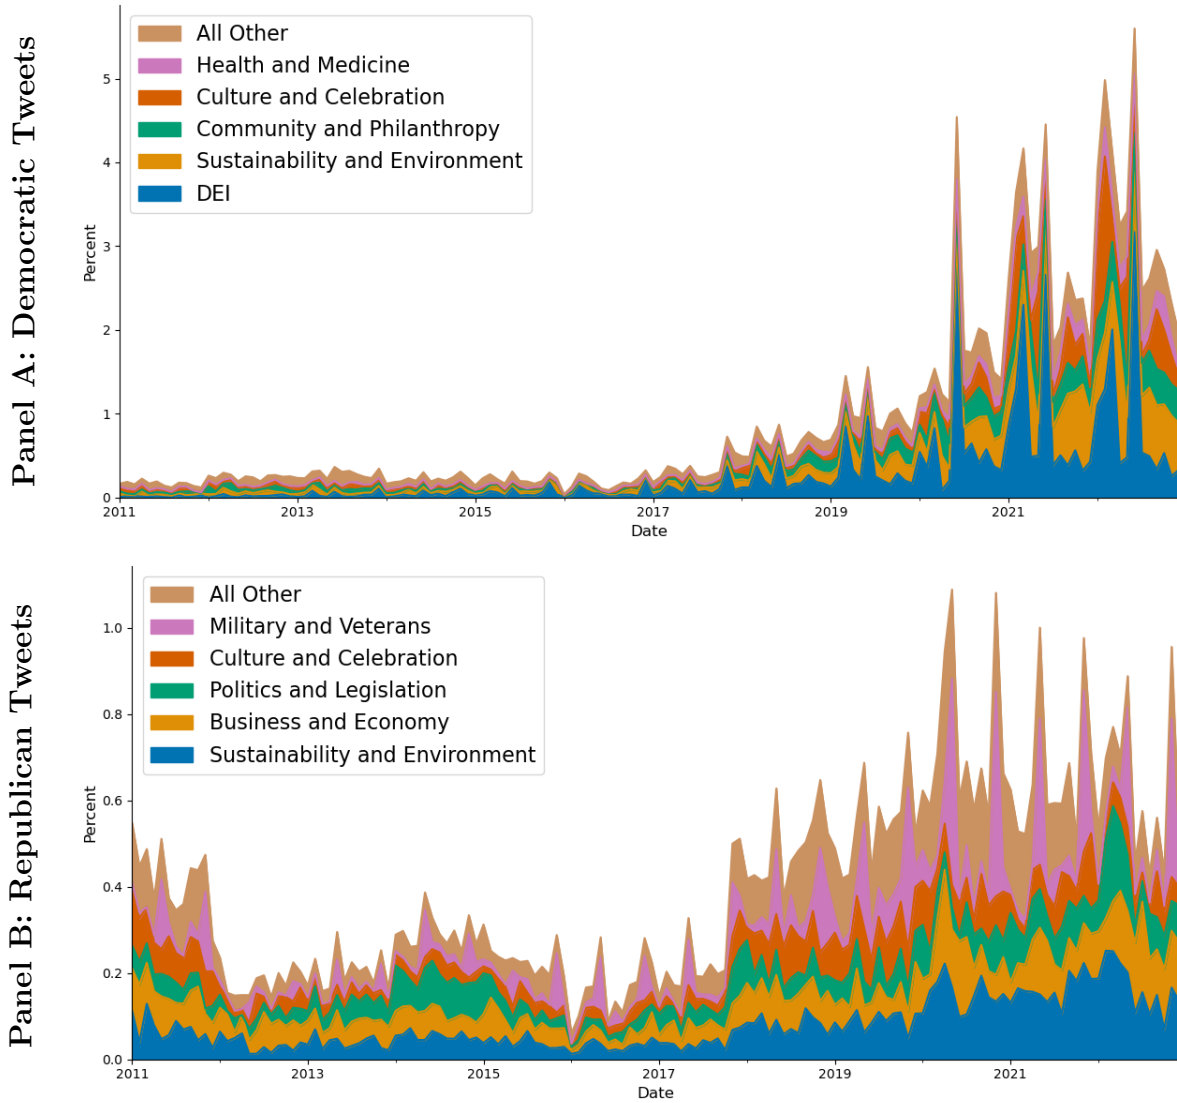 Panel A: Democratic Tweets
Percent
5
4
3
2
1
0
All Other
Health and Medicine
Culture and Celebration
Community and Philanthropy
Sustainability and Environment
DEI
2011 2013 2015 2017 2019 2021
Date
Panel B: Republican Tweets
Percent
1.0
0.8
0.6
0.4
0.2
0.0
All Other
Military and Veterans
Culture and Celebration
Politics and Legislation
Business and Economy
Sustainability and Environment
2011 2013 2015 2017 2019 2021
Date